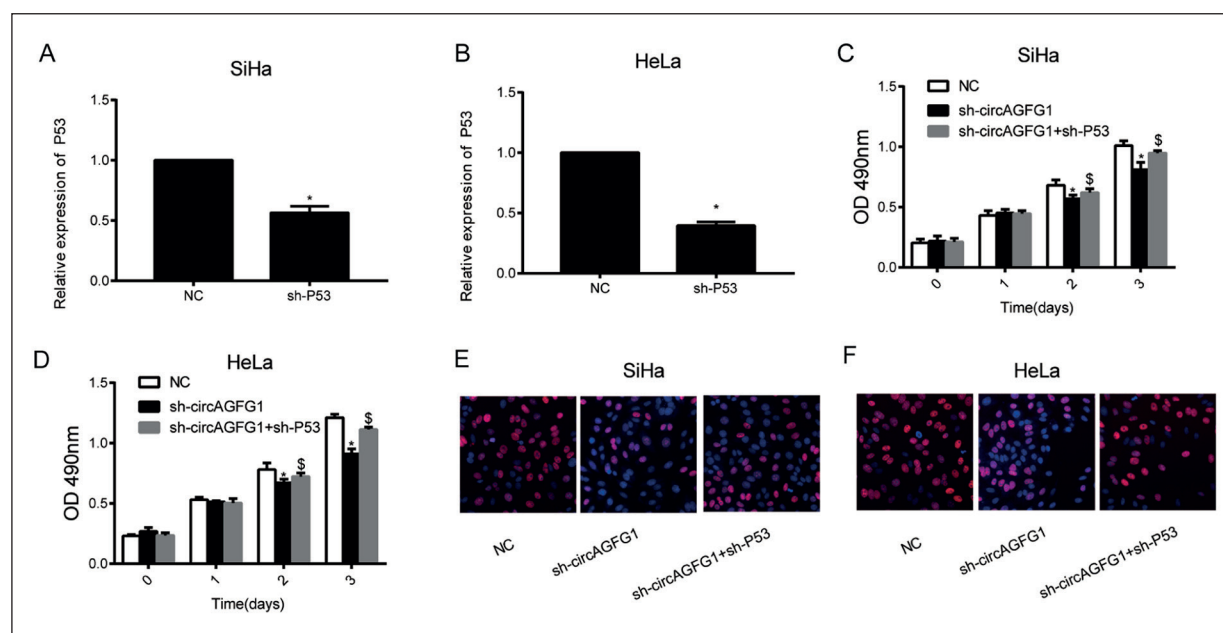 A
SiHa
Relative expression of P53
1.5
1.0
0.5
0.0
*
NC
sh-P53
B
HeLa
Relative expression of P53
1.5
1.0
0.5
0.0
*
NC
sh-P53
C
SiHa
NC
sh-circAGFG1
sh-circAGFG1+sh-P53
OD 490nm
1.5
1.0
0.5
0.0
* $
* $
0 1 2 3
Time(days)
D
HeLa
NC
sh-circAGFG1
sh-circAGFG1+sh-P53
OD 490nm
1.5
1.0
0.5
0.0
* $
* $
0 1 2 3
Time(days)
E
SiHa
NC
sh-circAGFG1
sh-circAGFG1+sh-P53
F
HeLa
NC
sh-circAGFG1
sh-circAGFG1+sh-P53